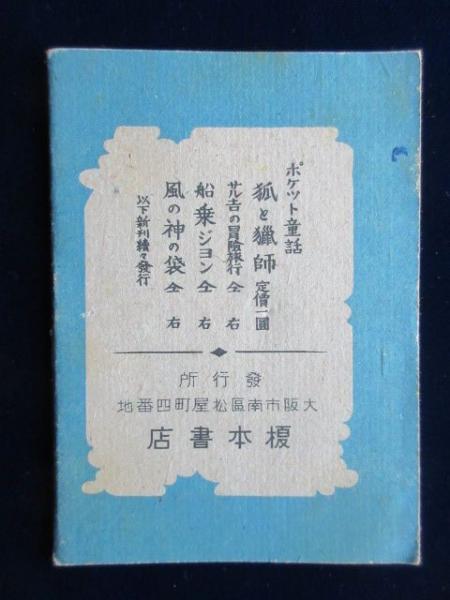 ポケット童話
狐と獵師 定價一圓
サル吉の冒險旅行 仝 右
船乗ジョン 仝 右
風の神の袋 仝 右
以下新刊續々發行
發行所
大阪市南區松屋町四番地
榎本書店